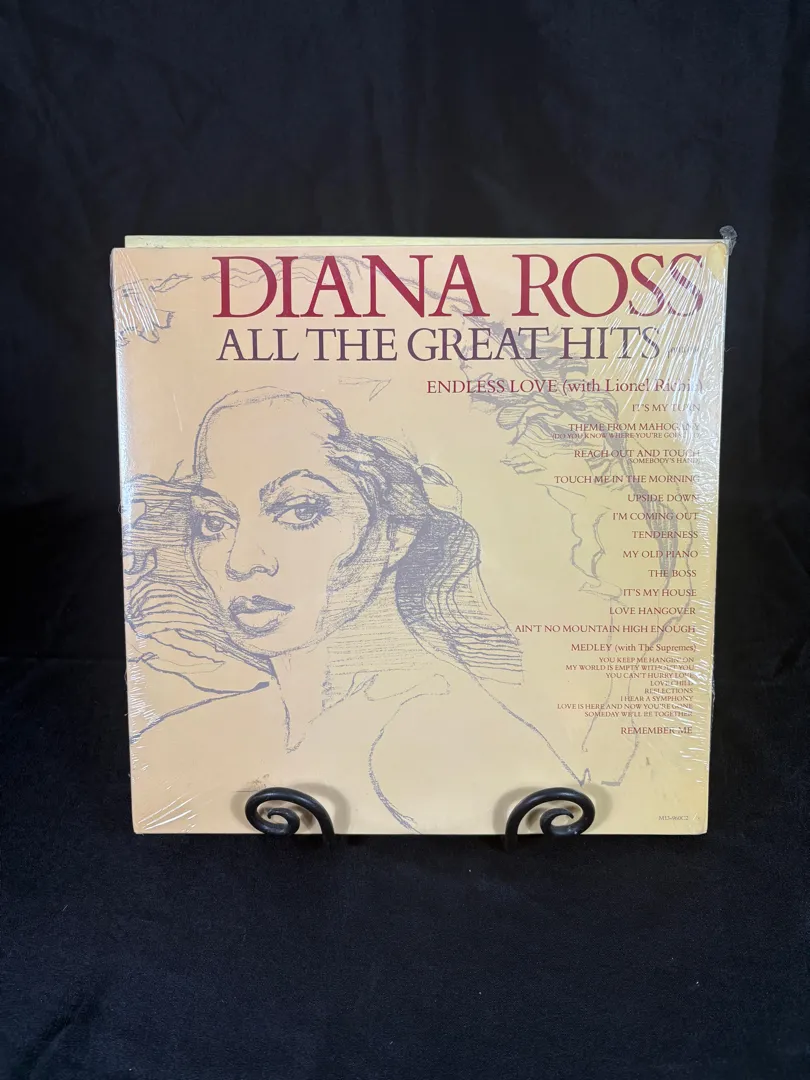 DIANA ROSS
ALL THE GREAT HITS
ENDLESS LOVE (with Lionel Richie)
IT'S MY TURN
THEME FROM MAHOGANY
(DO YOU KNOW WHERE YOU'RE GOING TO)
REACH OUT AND TOUCH
(SOMEBODY'S HAND)
TOUCH ME IN THE MORNING
UPSIDE DOWN
I'M COMING OUT
TENDERNESS
MY OLD PIANO
THE BOSS
IT'S MY HOUSE
LOVE HANGOVER
AIN'T NO MOUNTAIN HIGH ENOUGH
MEDLEY (with The Supremes)
YOU KEEP ME HANGIN' ON
MY WORLD IS EMPTY WITHOUT YOU
YOU CAN'T HURRY LOVE
LOVE CHILD
REFLECTIONS
I HEAR A SYMPHONY
LOVE IS HERE AND NOW YOU'RE GONE
SOMEDAY WE'LL BE TOGETHER
REMEMBER ME